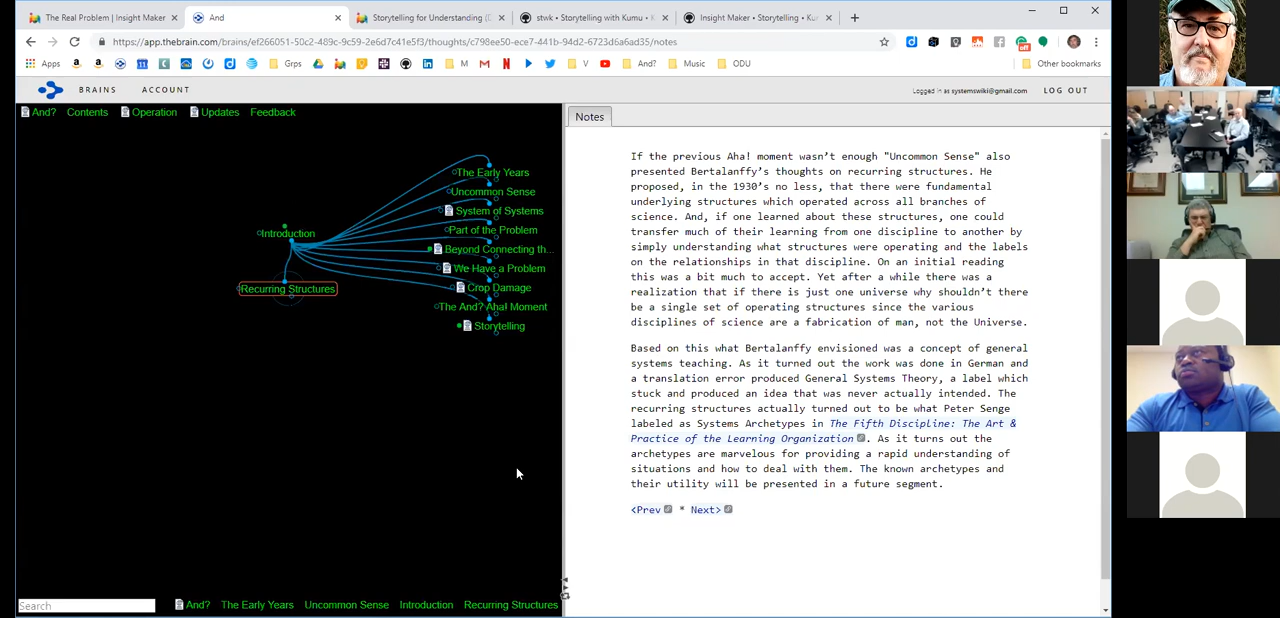 The Real Problem | Insight Maker
And
Storytelling for Understanding (D
stwk • Storytelling with Kumu • K
Insight Maker • Storytelling • Kum
https://app.thebrain.com/brains/ef266051-50c2-489c-9c59-2e6d7c41e5f3/thoughts/c798ee50-ece7-441b-94d2-6723d6a6ad35/notes
off
Apps
Grps
M
V
And?
Music
ODU
Other bookmarks
BRAINS
ACCOUNT
Logged in as systemswiki@gmail.com
LOG OUT
And?
Contents
Operation
Updates
Feedback
The Early Years
Uncommon Sense
System of Systems
Part of the Problem
Beyond Connecting th...
We Have a Problem
Crop Damage
The And? Aha! Moment
Storytelling
Introduction
Recurring Structures
Notes
If the previous Aha! moment wasn’t enough "Uncommon Sense" also
presented Bertalanffy’s thoughts on recurring structures. He
proposed, in the 1930’s no less, that there were fundamental
underlying structures which operated across all branches of
science. And, if one learned about these structures, one could
transfer much of their learning from one discipline to another by
simply understanding what structures were operating and the labels
on the relationships in that discipline. On an initial reading
this was a bit much to accept. Yet after a while there was a
realization, if there is just one universe why shouldn’t there
be a single set of operating structures since the various
disciplines of science are a fabrication of man, not the Universe.
Based on this what Bertalanffy envisioned was a concept of general
systems teaching. As it turned out the work was done in German and
a translation error produced General Systems Theory, a label which
stuck and produced an idea that was never actually intended. The
recurring structures actually turned out to be what Peter Senge
labeled as Systems Archetypes in The Fifth Discipline: The Art &
Practice of the Learning Organization. As it turns out the
archetypes are marvelous for providing a rapid understanding of
situations and how to deal with them. The known archetypes and
their utility will be presented in a future segment.
<Prev * Next>
Search
And?
The Early Years
Uncommon Sense
Introduction
Recurring Structures